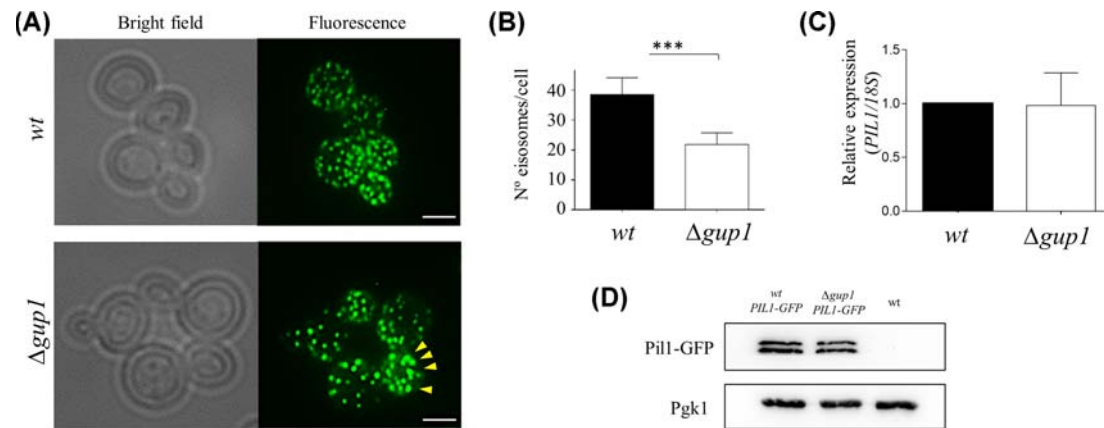 (A)
Bright field
Fluorescence
wt
Δgup1
(B)
***
Nº eisosomes/cell
40
30
20
10
0
wt
Δgup1
(C)
Relative expression
(PIL1/18S)
1.5
1.0
0.5
0.0
wt
Δgup1
(D)
wt
PIL1-GFP
Δgup1
PIL1-GFP
wt
Pil1-GFP
Pgk1